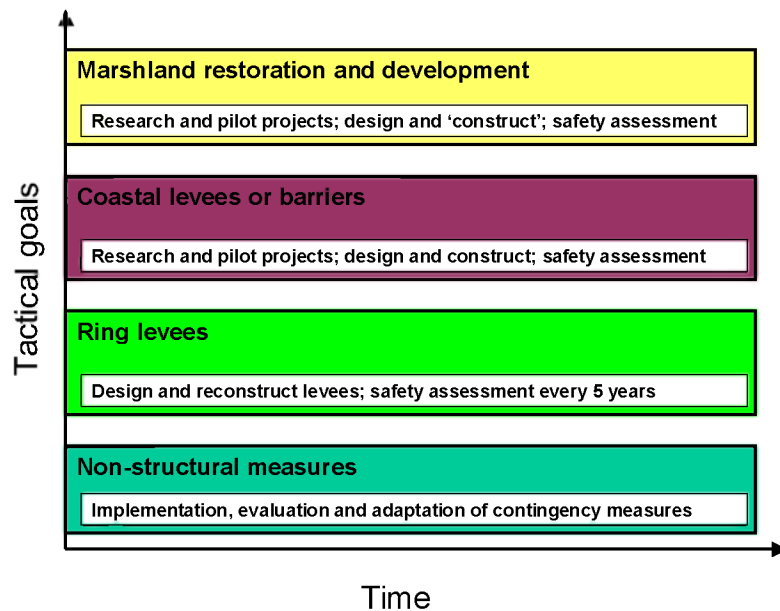 Tactical goals
Marshland restoration and development
Research and pilot projects; design and ‘construct’; safety assessment
Coastal levees or barriers
Research and pilot projects; design and construct; safety assessment
Ring levees
Design and reconstruct levees; safety assessment every 5 years
Non-structural measures
Implementation, evaluation and adaptation of contingency measures
Time